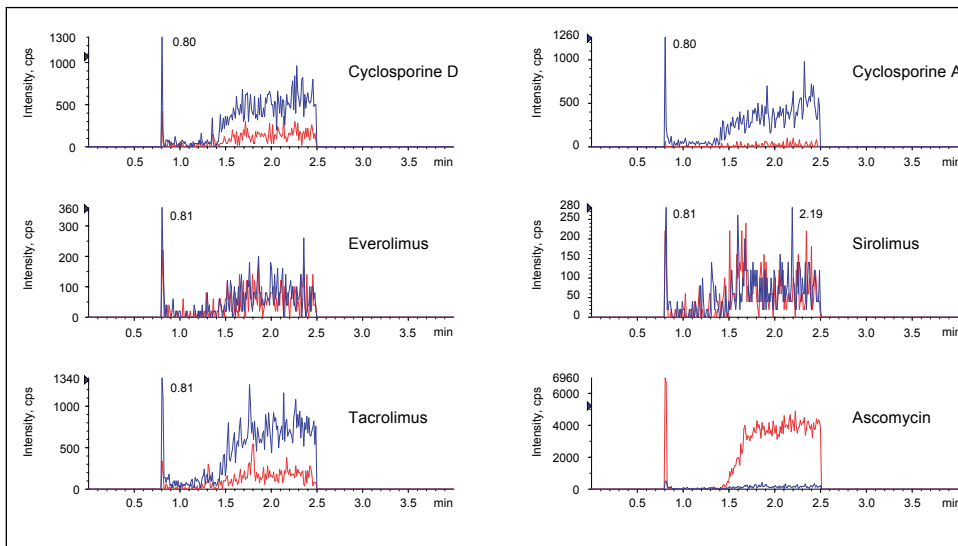 Intensity, cps
1300
1000
500
0
0.80
Cyclosporine D
0.5 1.0 1.5 2.0 2.5 3.0 3.5 min
Intensity, cps
1260
1000
500
0
0.80
Cyclosporine A
0.5 1.0 1.5 2.0 2.5 3.0 3.5 min
Intensity, cps
360
300
200
100
0
0.81
Everolimus
0.5 1.0 1.5 2.0 2.5 3.0 3.5 min
Intensity, cps
280
250
200
150
100
50
0
0.81
2.19
Sirolimus
0.5 1.0 1.5 2.0 2.5 3.0 3.5 min
Intensity, cps
1340
1000
500
0
0.81
Tacrolimus
0.5 1.0 1.5 2.0 2.5 3.0 3.5 min
Intensity, cps
6960
6000
4000
2000
0
Ascomycin
0.5 1.0 1.5 2.0 2.5 3.0 3.5 min